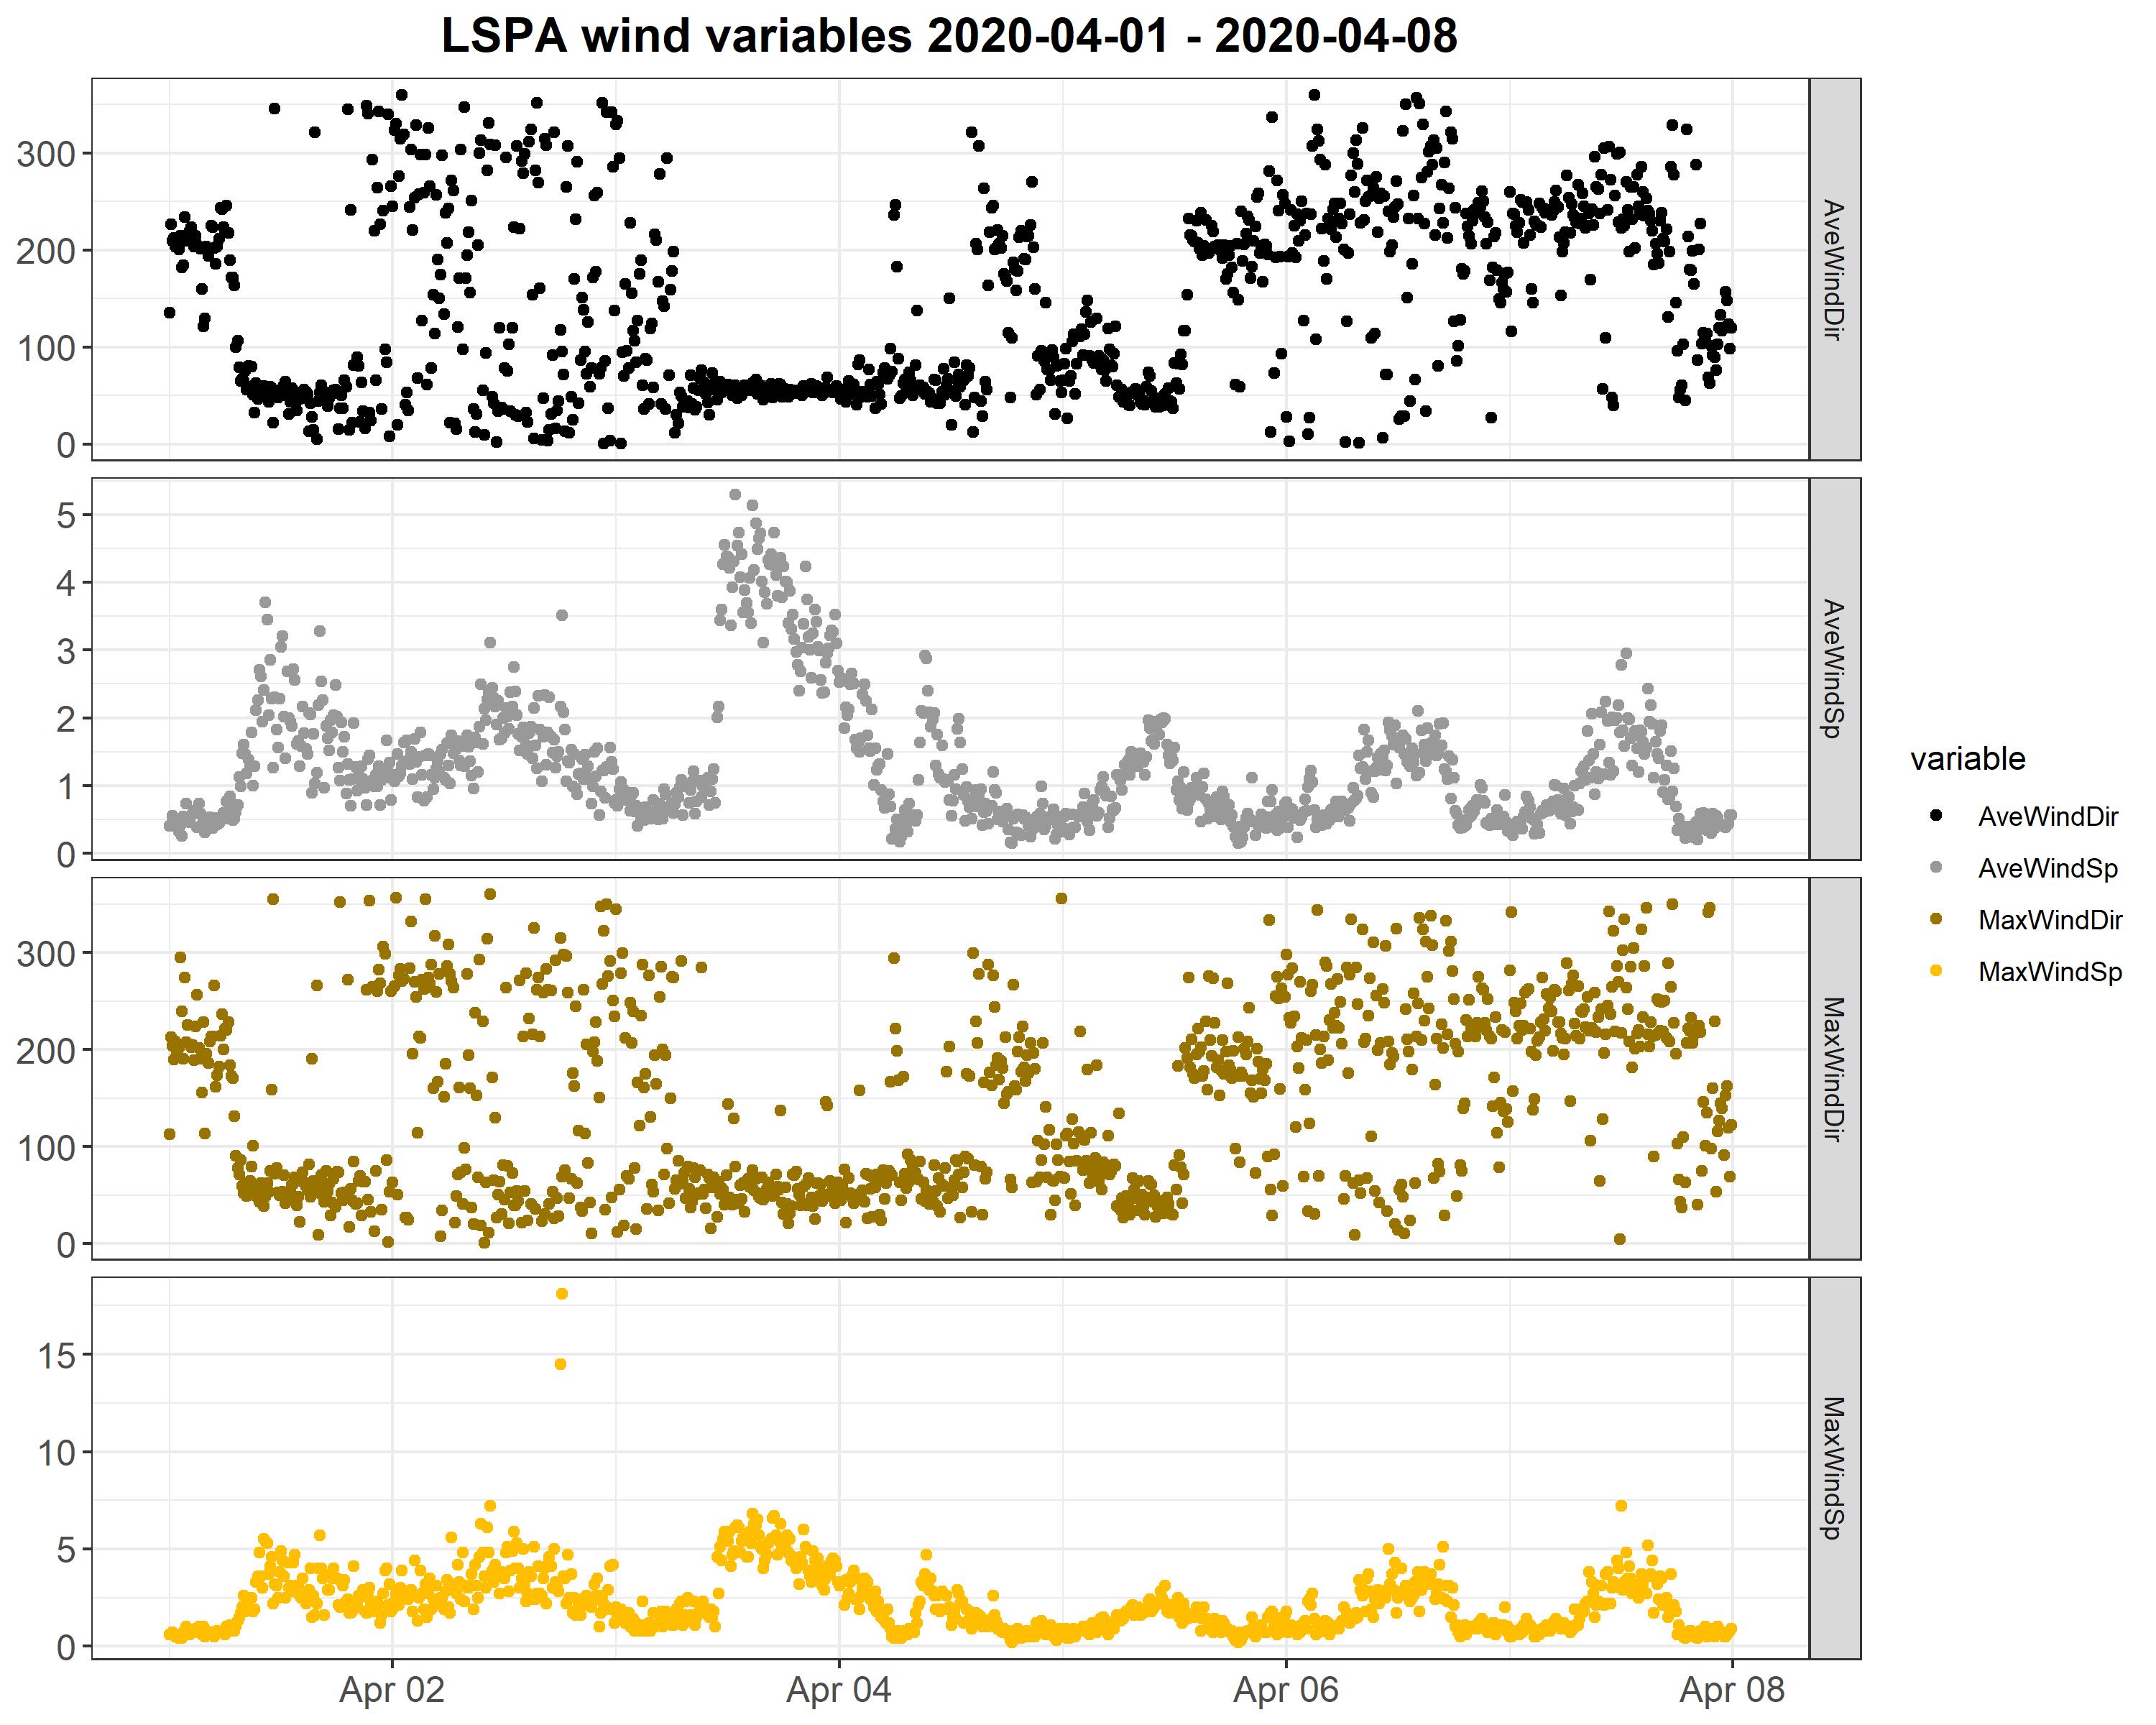 LSPA wind variables 2020-04-01 - 2020-04-08
300
200
100
0
AveWindDir
5
4
3
2
1
0
AveWindSp
300
200
100
0
MaxWindDir
15
10
5
0
MaxWindSp
Apr 02 Apr 04 Apr 06 Apr 08
variable
AveWindDir
AveWindSp
MaxWindDir
MaxWindSp